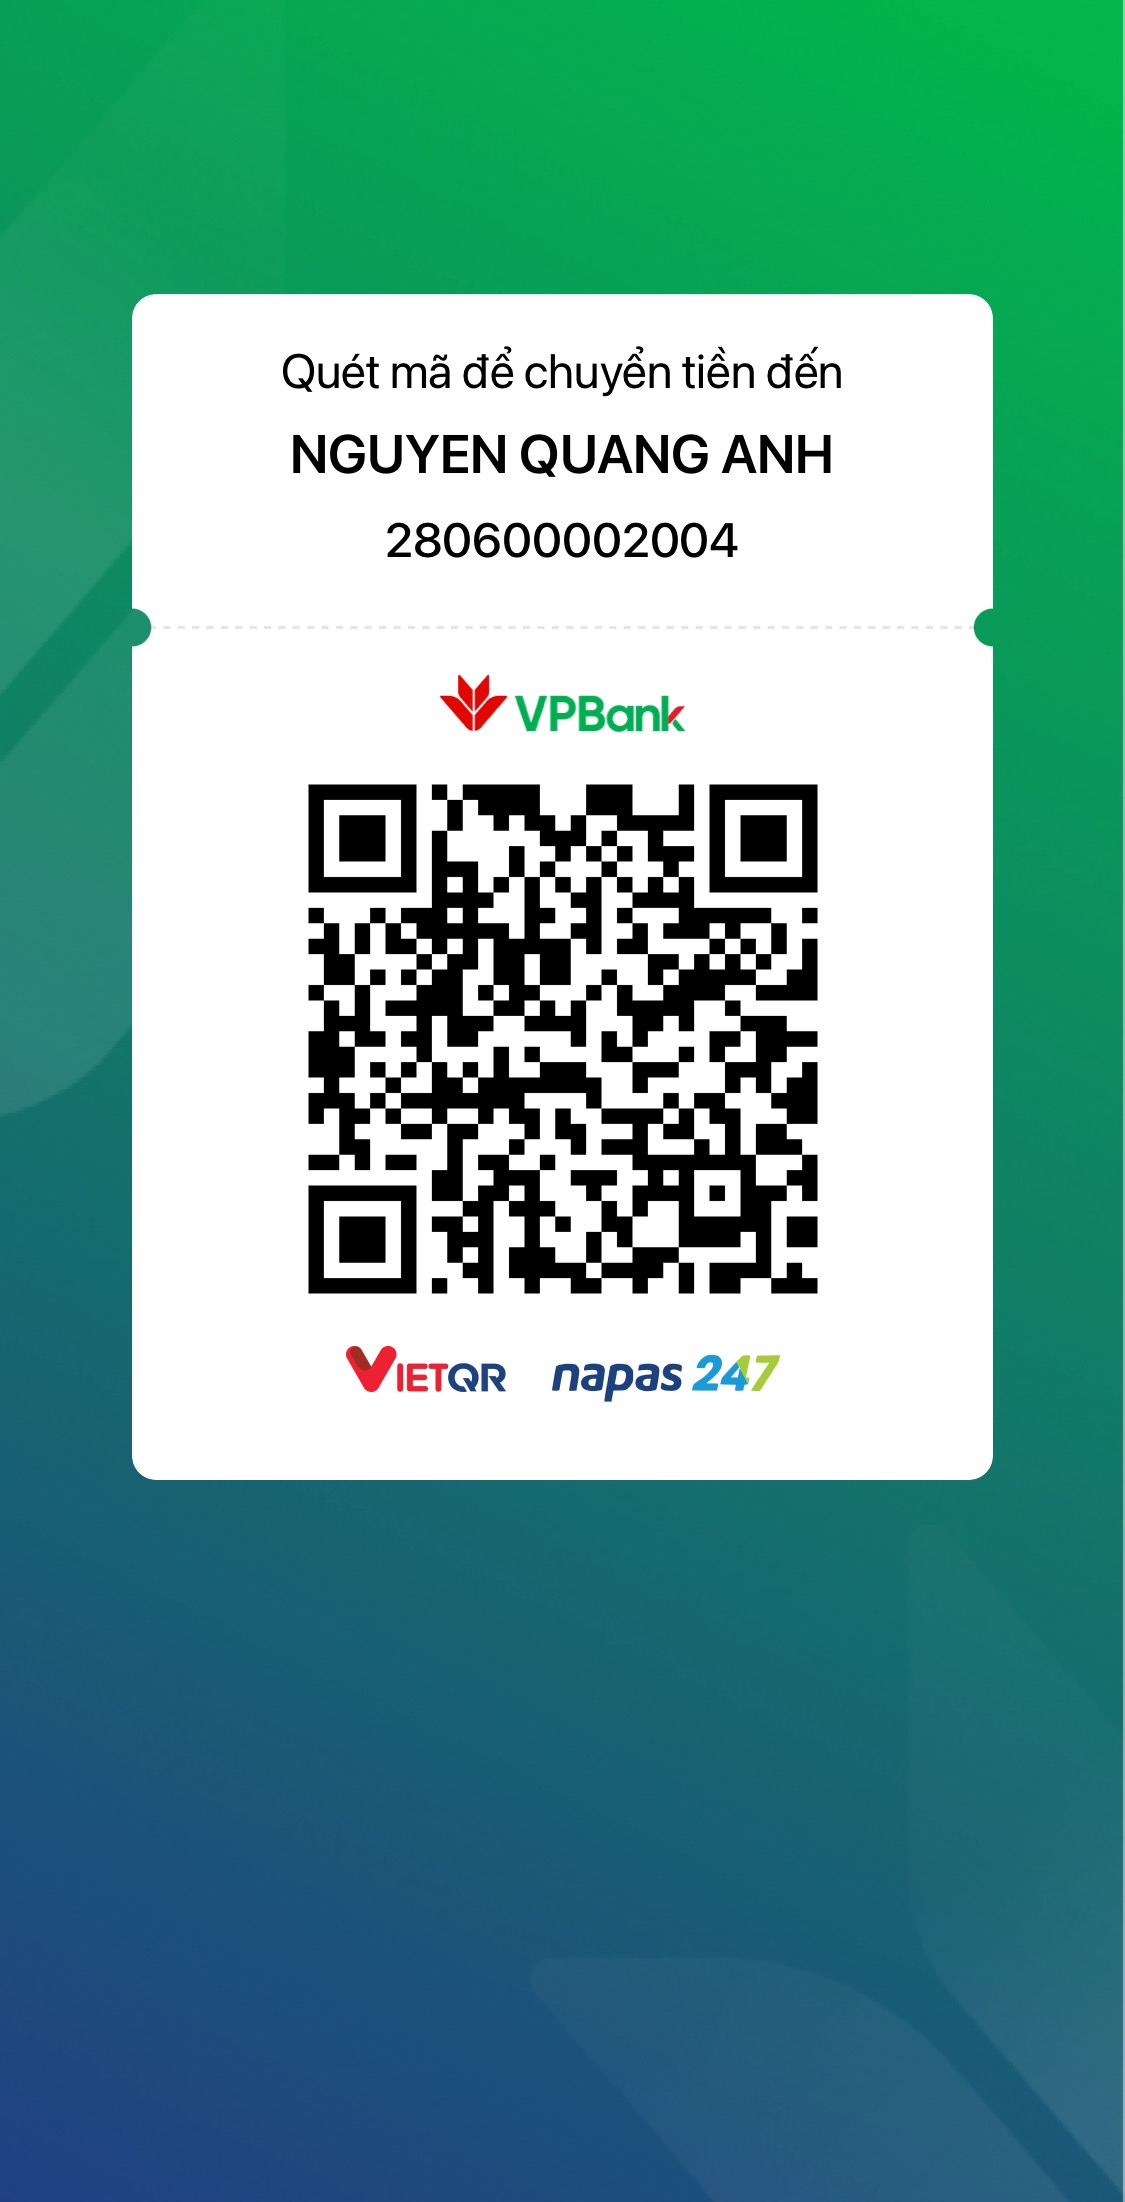 Quét mã để chuyển tiền đến
NGUYEN QUANG ANH
280600002004
VPBank
VIETQR napas 247